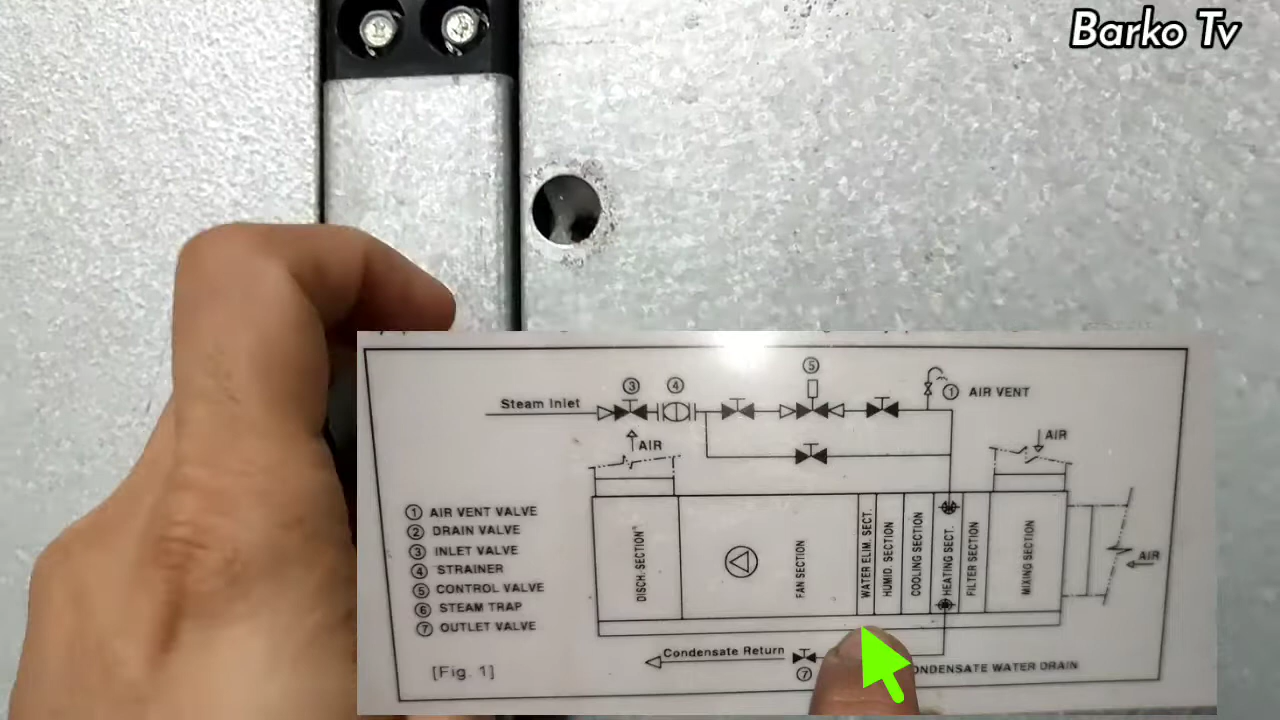 Barko Tv
⑤
③ ④
Steam Inlet
① AIR VENT
AIR
AIR
① AIR VENT VALVE
② DRAIN VALVE
③ INLET VALVE
④ STRAINER
⑤ CONTROL VALVE
⑥ STEAM TRAP
⑦ OUTLET VALVE
DISCH. SECTION
FAN SECTION
WATER ELIM. SECT.
HUMID. SECTION
COOLING SECTION
HEATING SECT.
FILTER SECTION
MIXING SECTION
AIR
Condensate Return
⑦
ONDENSATE WATER DRAIN
[Fig. 1]